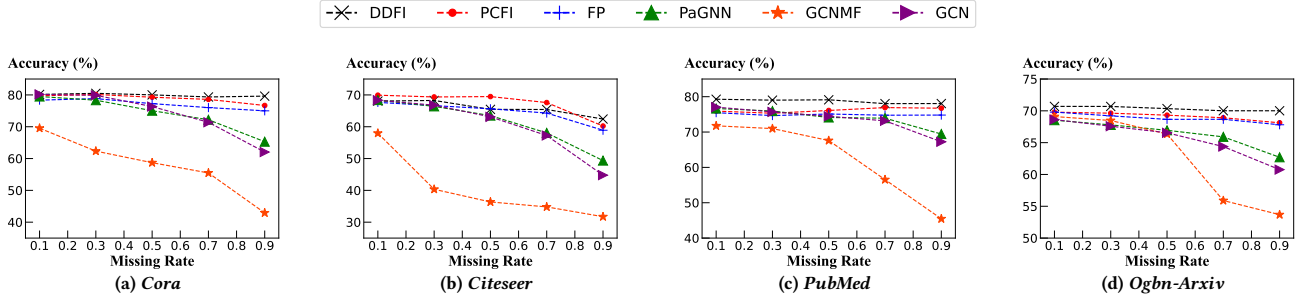 DDFI PCFI FP PaGNN GCNMF GCN
Accuracy (%)
80
70
60
50
40
0.1 0.2 0.3 0.4 0.5 0.6 0.7 0.8 0.9
Missing Rate
(a) Cora
Accuracy (%)
70
60
50
40
30
0.1 0.2 0.3 0.4 0.5 0.6 0.7 0.8 0.9
Missing Rate
(b) Citeseer
Accuracy (%)
80
70
60
50
40
0.1 0.2 0.3 0.4 0.5 0.6 0.7 0.8 0.9
Missing Rate
(c) PubMed
Accuracy (%)
75
70
65
60
55
50
0.1 0.2 0.3 0.4 0.5 0.6 0.7 0.8 0.9
Missing Rate
(d) Ogbn-Arxiv